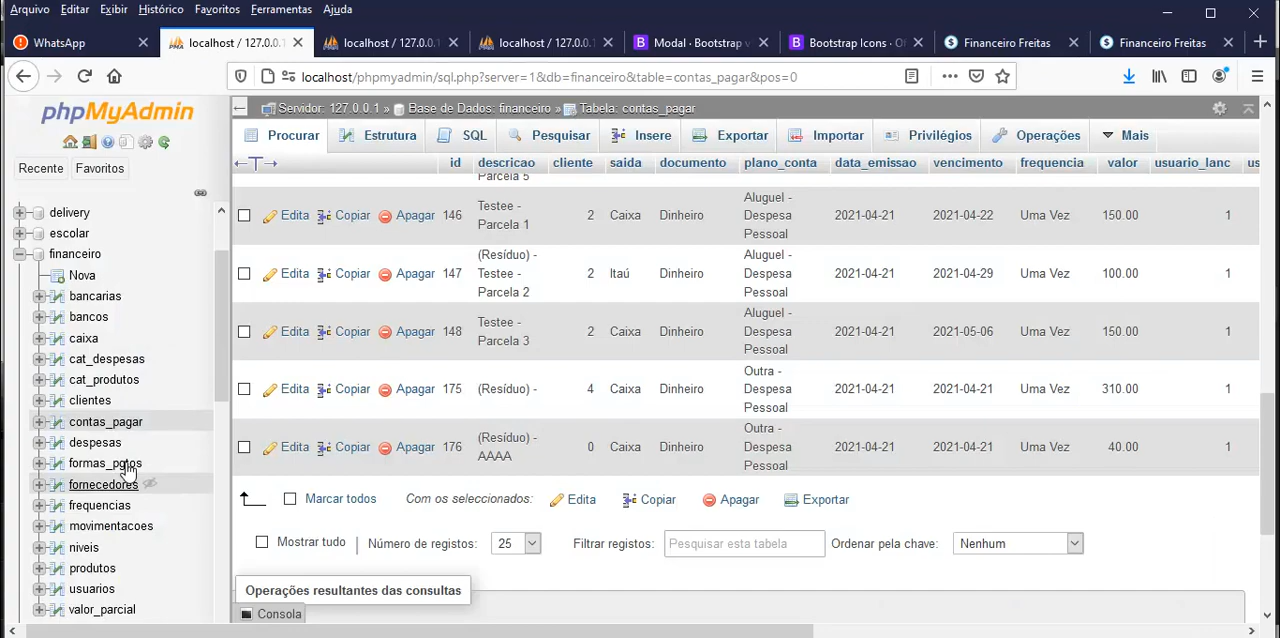 Arquivo Editar Exibir Histórico Favoritos Ferramentas Ajuda
WhatsApp localhost / 127.0.0.1 localhost / 127.0.0.1 localhost / 127.0.0.1 Modal · Bootstrap v Bootstrap Icons · O Financeiro Freitas Financeiro Freitas
localhost/phpmyadmin/sql.php?server=1&db=financeiro&table=contas_pagar&pos=0
phpMyAdmin
Recente Favoritos
delivery
escolar
financeiro
Nova
bancarias
bancos
caixa
cat_despesas
cat_produtos
clientes
contas_pagar
despesas
formas_pgtos
fornecedores
frequencias
movimentacoes
niveis
produtos
usuarios
valor_parcial
Servidor: 127.0.0.1 » Base de Dados: financeiro » Tabela: contas_pagar
Procurar Estrutura SQL Pesquisar Insere Exportar Importar Privilégios Operações Mais
id descricao cliente saida documento plano_conta data_emissao vencimento frequencia valor usuario_lanc us
Parcela 5
Edita Copiar Apagar 146 Testee - Parcela 1 2 Caixa Dinheiro Aluguel - Despesa Pessoal 2021-04-21 2021-04-22 Uma Vez 150.00 1
Edita Copiar Apagar 147 (Resíduo) - Testee - Parcela 2 2 Itaú Dinheiro Aluguel - Despesa Pessoal 2021-04-21 2021-04-29 Uma Vez 100.00 1
Edita Copiar Apagar 148 Testee - Parcela 3 2 Caixa Dinheiro Aluguel - Despesa Pessoal 2021-04-21 2021-05-06 Uma Vez 150.00 1
Edita Copiar Apagar 175 (Resíduo) - 4 Caixa Dinheiro Outra - Despesa Pessoal 2021-04-21 2021-04-21 Uma Vez 310.00 1
Edita Copiar Apagar 176 (Resíduo) - AAAA 0 Caixa Dinheiro Outra - Despesa Pessoal 2021-04-21 2021-04-21 Uma Vez 40.00 1
Marcar todos Com os seleccionados: Edita Copiar Apagar Exportar
Mostrar tudo Número de registos: 25 Filtrar registos: Pesquisar esta tabela Ordenar pela chave: Nenhum
Operações resultantes das consultas
Consola